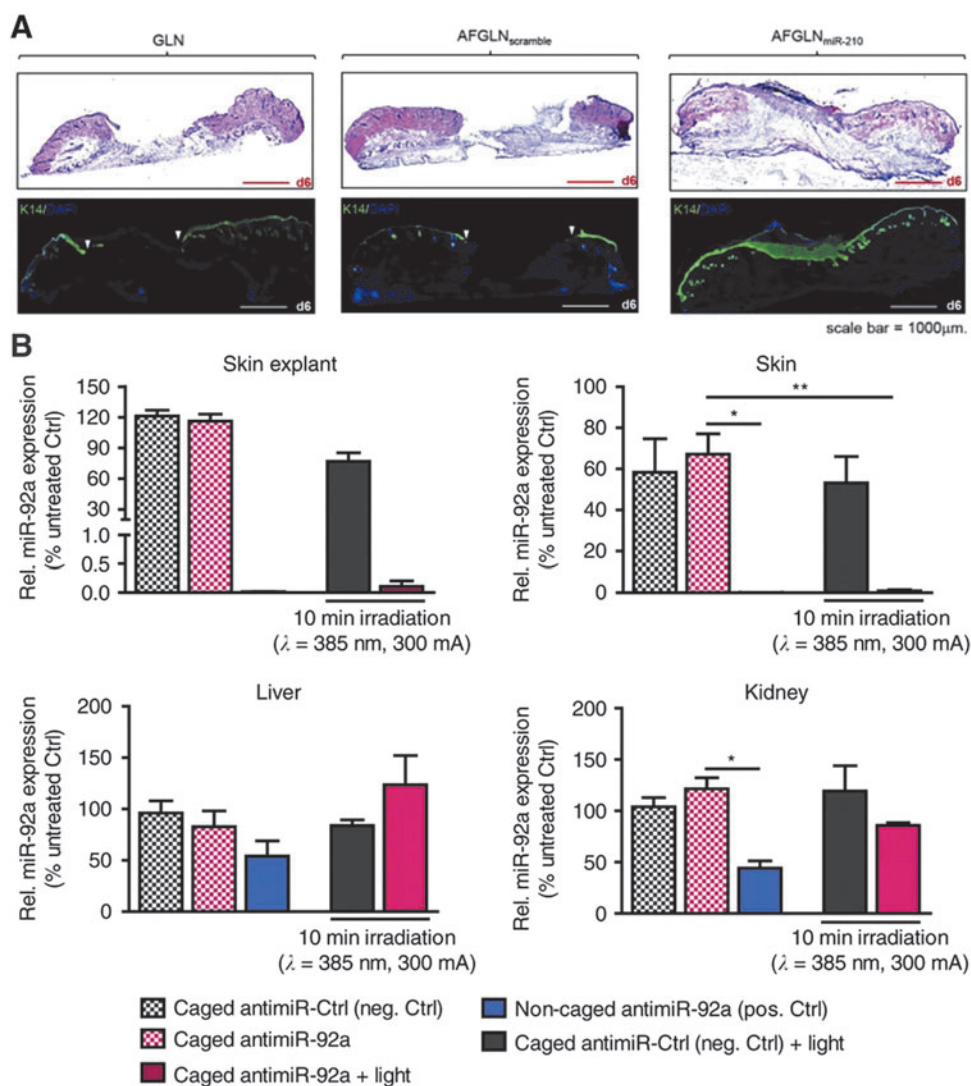 A
GLN
AFGLNscramble
AFGLNmiR-210
d6
d6
d6
K14/DAPI
d6
K14/DAPI
d6
K14/DAPI
d6
scale bar = 1000µm.
B
Skin explant
Rel. miR-92a expression
(% untreated Ctrl)
150
120
90
60
30
1.0
0.5
0.0
10 min irradiation
(λ = 385 nm, 300 mA)
Skin
Rel. miR-92a expression
(% untreated Ctrl)
100
80
60
40
20
0
**
*
10 min irradiation
(λ = 385 nm, 300 mA)
Liver
Rel. miR-92a expression
(% untreated Ctrl)
200
150
100
50
0
10 min irradiation
(λ = 385 nm, 300 mA)
Kidney
Rel. miR-92a expression
(% untreated Ctrl)
200
150
100
50
0
*
10 min irradiation
(λ = 385 nm, 300 mA)
Caged antimiR-Ctrl (neg. Ctrl)
Caged antimiR-92a
Caged antimiR-92a + light
Non-caged antimiR-92a (pos. Ctrl)
Caged antimiR-Ctrl (neg. Ctrl) + light